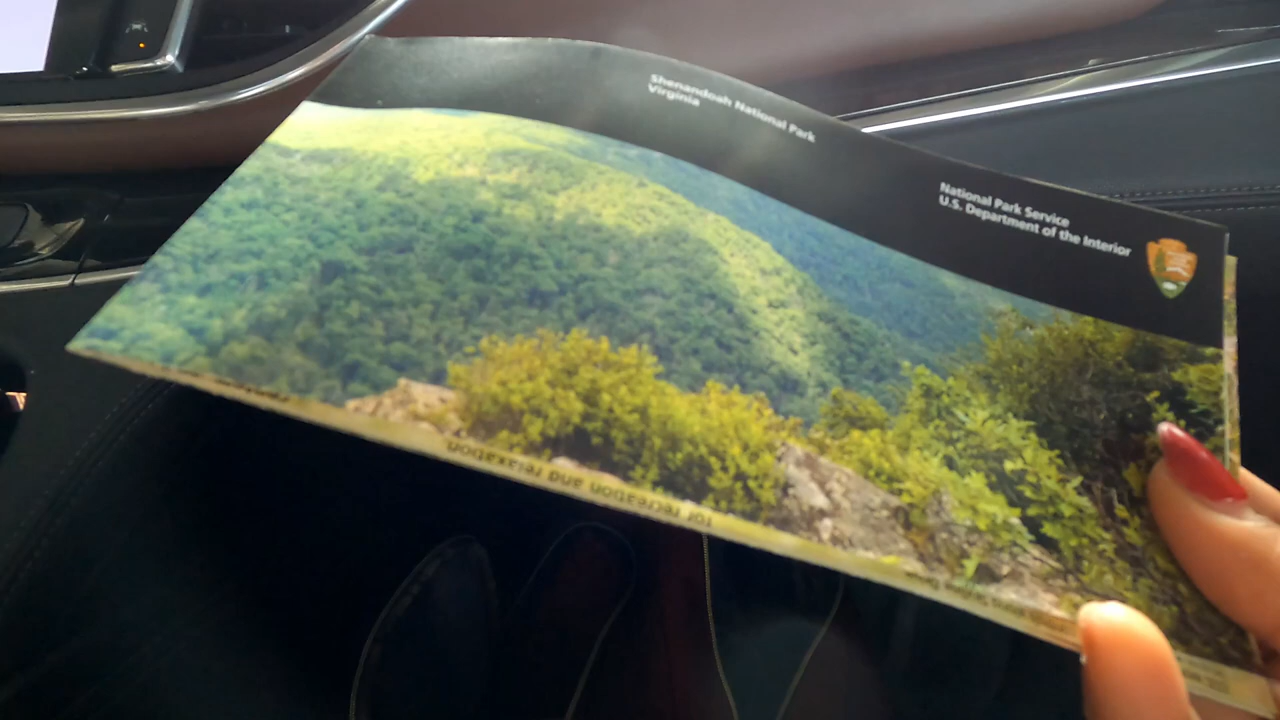 Shenandoah National Park
Virginia
National Park Service
U.S. Department of the Interior
for recreation and relaxation